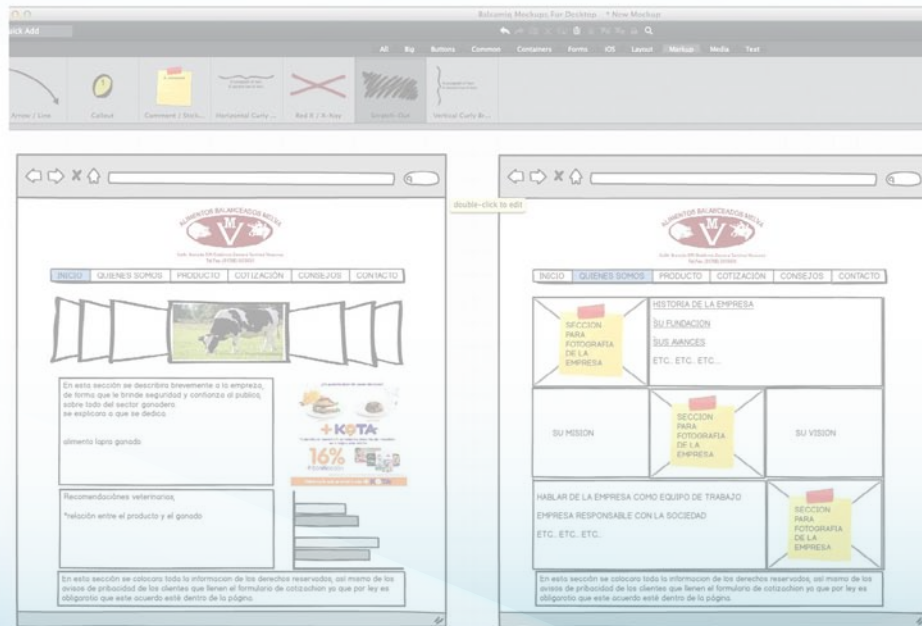 Balsamiq Mockups For Desktop - * New Mockup
Quick Add
All Big Buttons Common Containers Forms iOS Layout Markup Media Text
Arrow / Line
Callout
Comment / Stick...
Horizontal Curly ...
Red X / X-Ray
Scratch-Out
Vertical Curly Br...
double-click to edit
ALIMENTOS BALANCEADOS MELVA
MV
INICIO QUIENES SOMOS PRODUCTO COTIZACIÓN CONSEJOS CONTACTO
En esta sección se describira brevemente a la empreza,
de forma que le brinde seguridad y confianza al publico,
sobre todo del sector ganadero.
se explicara a que se dedica.
alimento lapra ganado
+KOTA
16%
Recomendaciónes veterinarias,
*relación entre el producto y el ganado
En esta sección se colocara toda la informacion de los derechos reservados, asi mismo de los
avisos de pribacidad de los clientes que llenen el formulario de cotizachion ya que por ley es
obligatorio que este acuerdo esté dentro de la página.
ALIMENTOS BALANCEADOS MELVA
MV
INICIO QUIENES SOMOS PRODUCTO COTIZACIÓN CONSEJOS CONTACTO
SECCION
PARA
FOTOGRAFIA
DE LA
EMPRESA
HISTORIA DE LA EMPRESA
SU FUNDACION
SUS AVANCES
ETC.. ETC.. ETC...
SU MISION
SECCION
PARA
FOTOGRAFIA
DE LA
EMPRESA
SU VISION
HABLAR DE LA EMPRESA COMO EQUIPO DE TRABAJO
EMPRESA RESPONSABLE CON LA SOCIEDAD
ETC.. ETC.. ETC..
SECCION
PARA
FOTOGRAFIA
DE LA
EMPRESA
En esta sección se colocara toda la informacion de los derechos reservados, asi mismo de los
avisos de pribacidad de los clientes que llenen el formulario de cotizachion ya que por ley es
obligatorio que este acuerdo esté dentro de la página.